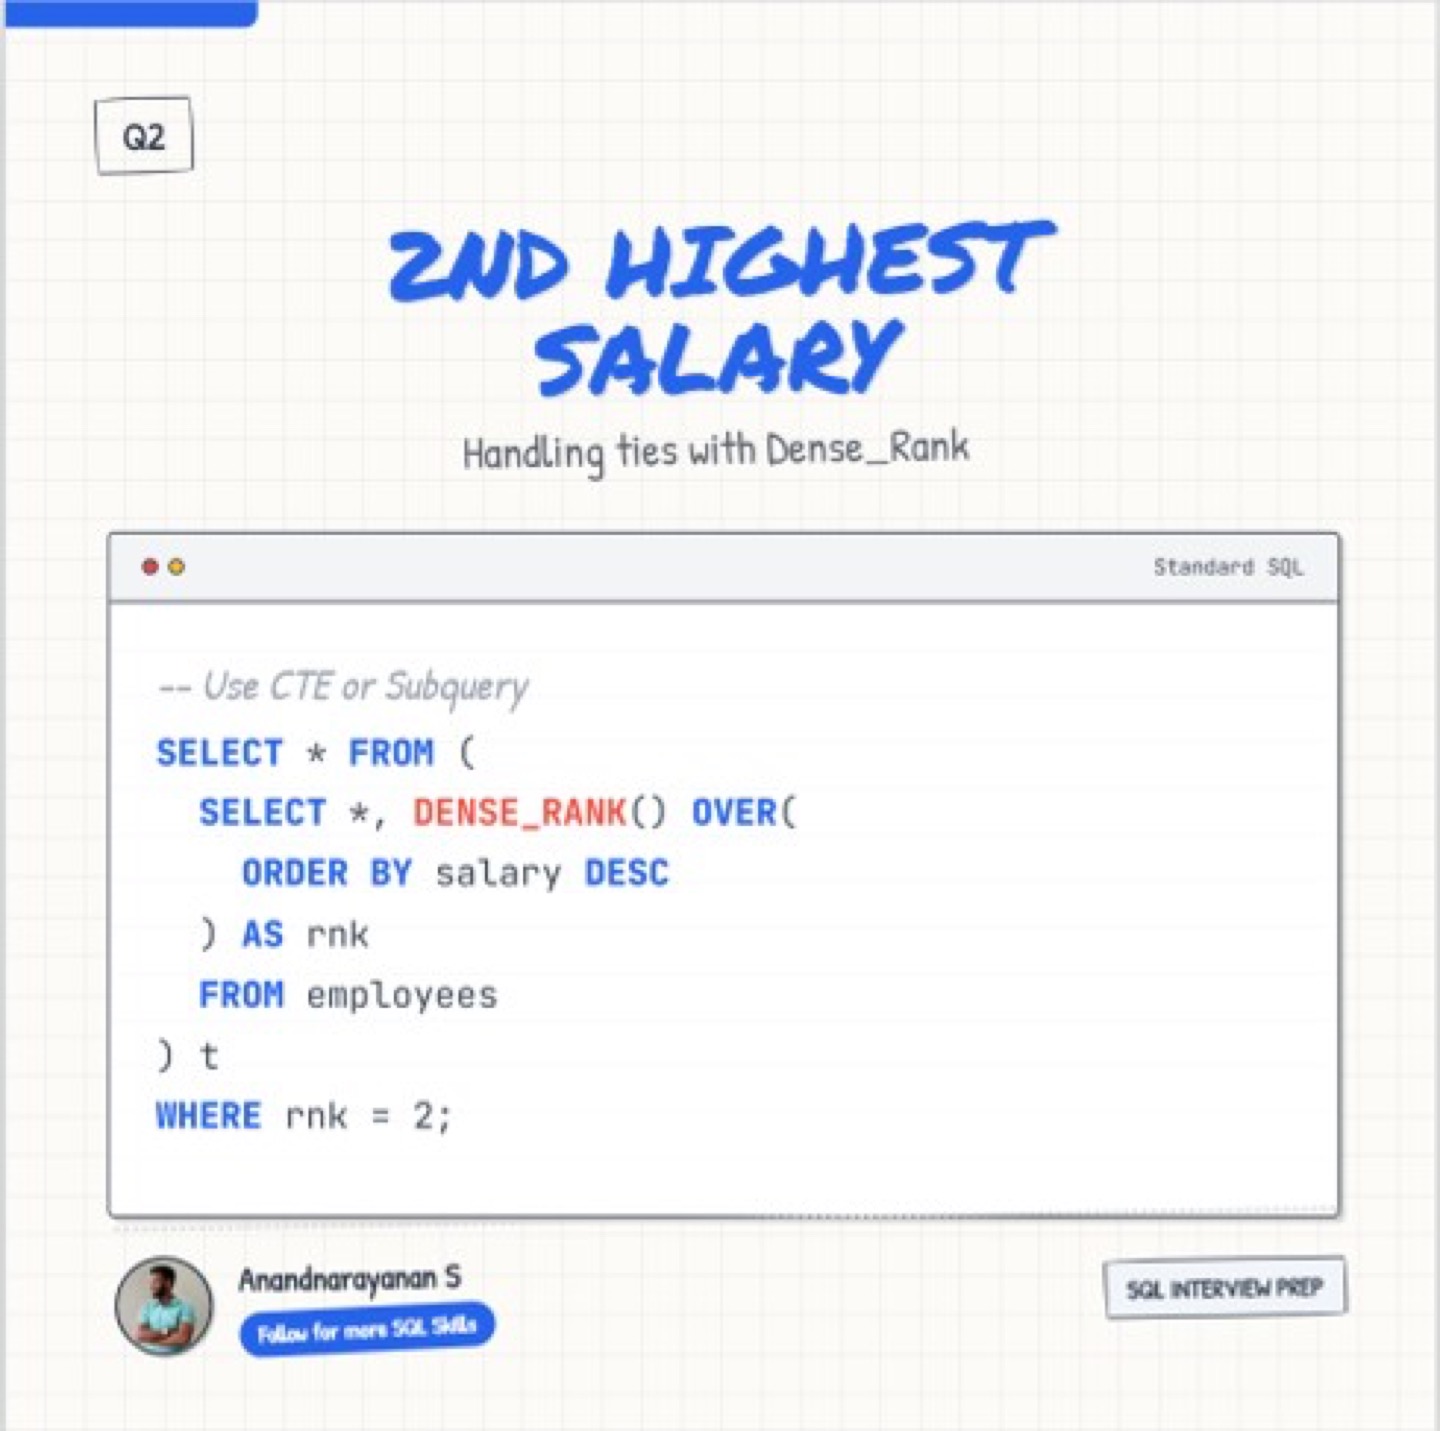 Q2
2ND HIGHEST
SALARY
Handling ties with Dense_Rank
Standard SQL
-- Use CTE or Subquery
SELECT * FROM (
SELECT *, DENSE_RANK() OVER(
ORDER BY salary DESC
) AS rnk
FROM employees
) t
WHERE rnk = 2;
Anandnarayanan S
Follow for more SQL Skills
SQL INTERVIEW PREP